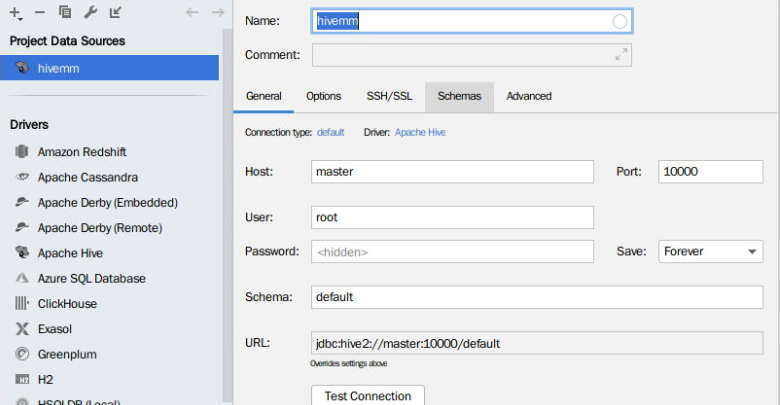 Project Data Sources
hivemm
Drivers
Amazon Redshift
Apache Cassandra
Apache Derby (Embedded)
Apache Derby (Remote)
Apache Hive
Azure SQL Database
ClickHouse
Exasol
Greenplum
H2
HSQLDB (Local)
Name: hivemm
Comment:
General Options SSH/SSL Schemas Advanced
Connection type: default Driver: Apache Hive
Host: master Port: 10000
User: root
Password: <hidden> Save: Forever
Schema: default
URL: jdbc:hive2://master:10000/default
Overrides settings above
Test Connection